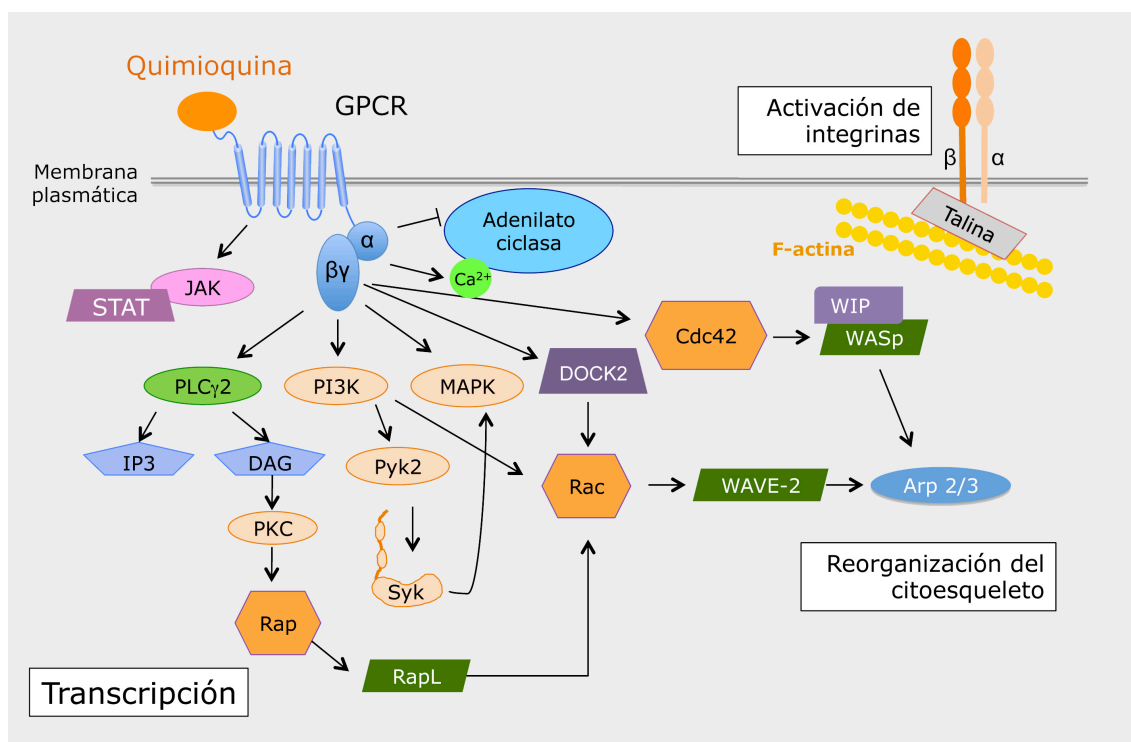 Quimioquina
GPCR
Membrana
plasmática
Activación de
integrinas
β
α
Talina
F-actina
α
βγ
Adenilato
ciclasa
Ca²⁺
JAK
STAT
WIP
WASp
Cdc42
DOCK2
PLCγ2
PI3K
MAPK
IP3
DAG
Pyk2
Rac
WAVE-2
Arp 2/3
PKC
Syk
Reorganización del
citoesqueleto
Rap
RapL
Transcripción